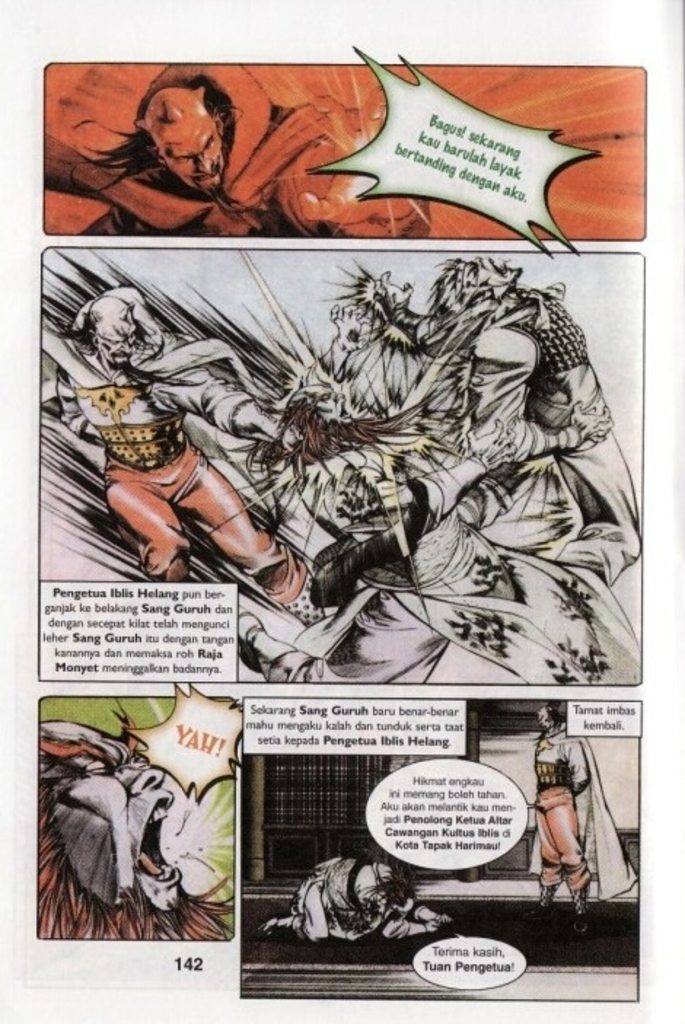 Bagus! sekarang
kau barulah layak
bertanding dengan aku.
Pengetua Iblis Helang pun ber-
ganjak ke belakang Sang Guruh dan
dengan secepat kilat telah mengunci
leher Sang Guruh itu dengan tangan
kanannya dan memaksa roh Raja
Monyet meninggalkan badannya.
YAH!
Sekarang Sang Guruh baru benar-benar
mahu mengaku kalah dan tunduk serta taat
setia kepada Pengetua Iblis Helang.
Tamat imbas
kembali.
Hikmat engkau
ini memang boleh tahan.
Aku akan melantik kau men-
jadi Penolong Ketua Altar
Cawangan Kultus Iblis di
Kota Tapak Harimau!
Terima kasih,
Tuan Pengetua!
142